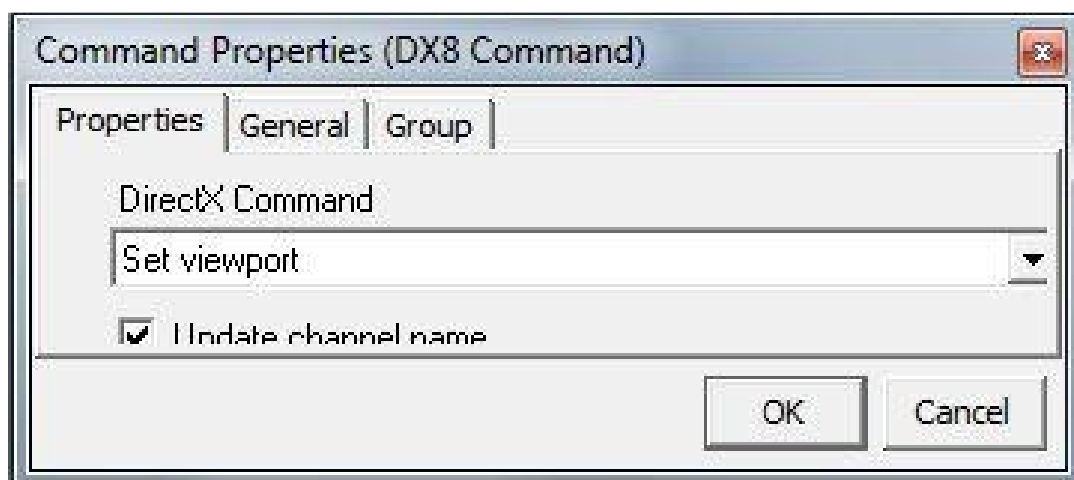 Command Properties (DX8 Command)
Properties General Group
DirectX Command
Set viewport
Update channel name
OK Cancel